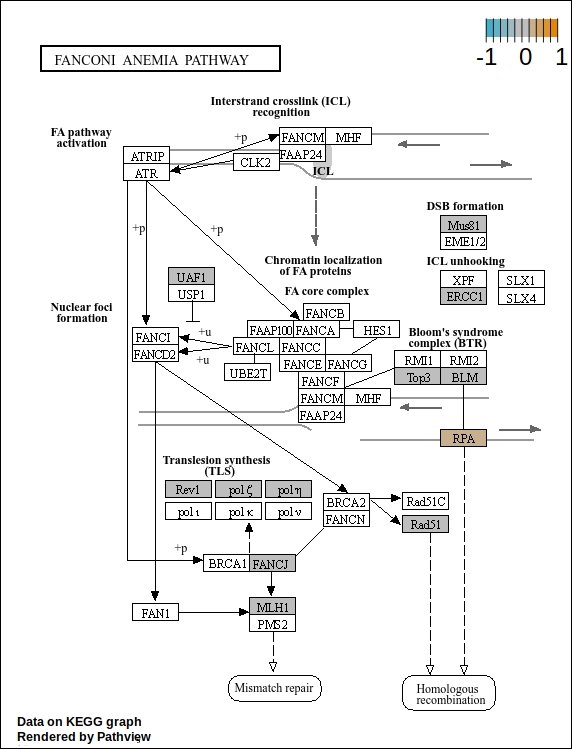 -1 0 1
FANCONI ANEMIA PATHWAY
Interstrand crosslink (ICL)
recognition
FA pathway
activation
+p
FANCM MHF
FAAP24
ATRIP
ATR
CLK2
ICL
DSB formation
Mus81
EME1/2
+p
+p
Chromatin localization
of FA proteins
ICL unhooking
XPF SLX1
ERCC1 SLX4
UAF1
USP1
FA core complex
Nuclear foci
formation
FANCB
FAAP100 FANCA HES1
+u
FANCI
FANCD2
+u
FANCL FANCC
Bloom's syndrome
complex (BTR)
FANCE FANCG
RMI1 RMI2
UBE2T
Top3 BLM
FANCF
FANCM MHF
FAAP24
RPA
Translesion synthesis
(TLS)
Rev1 pol ζ pol η
pol ι pol κ pol ν
BRCA2
FANCN
Rad51C
Rad51
+p
BRCA1 FANCJ
FAN1
MLH1
PMS2
Mismatch repair
Homologous
recombination
Data on KEGG graph
Rendered by Pathview